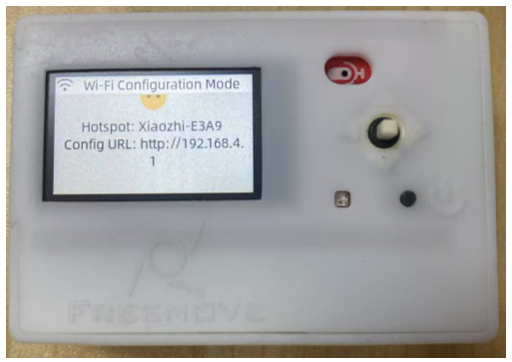 Wi-Fi Configuration Mode
Hotspot: Xiaozhi-E3A9
Config URL: http://192.168.4.
1
FREENOVE